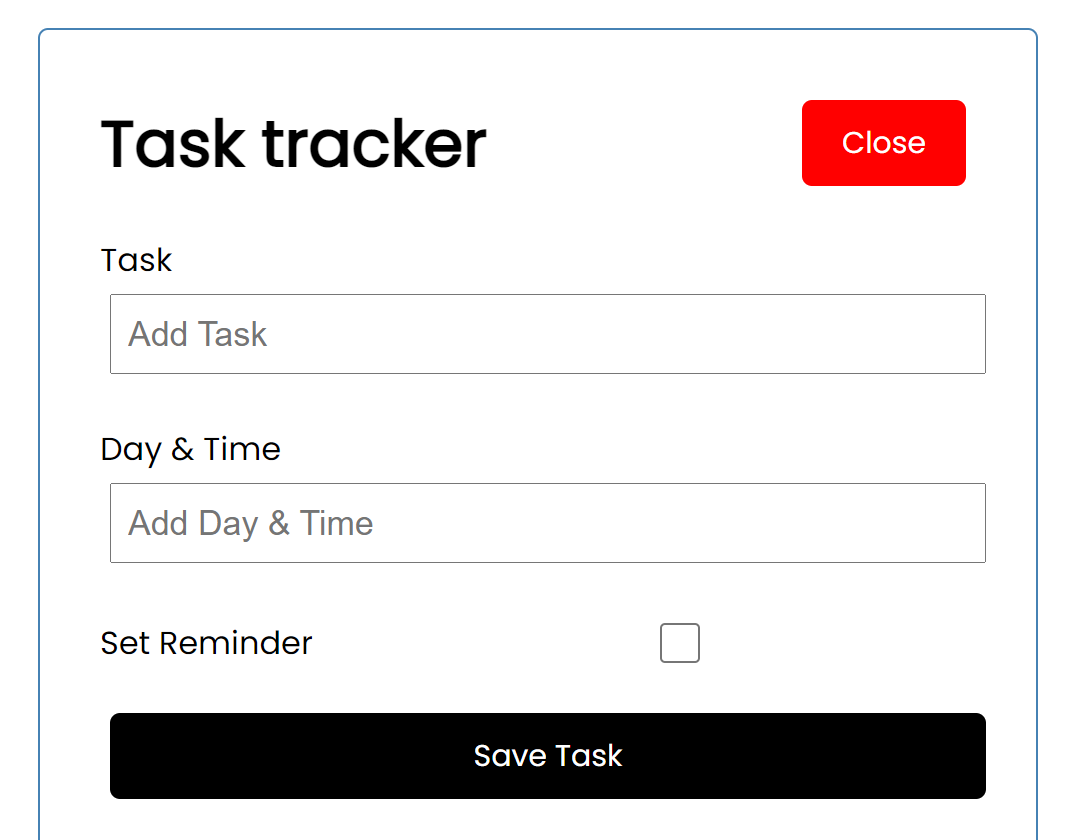 Task tracker
Close
Task
Add Task
Day & Time
Add Day & Time
Set Reminder
Save Task